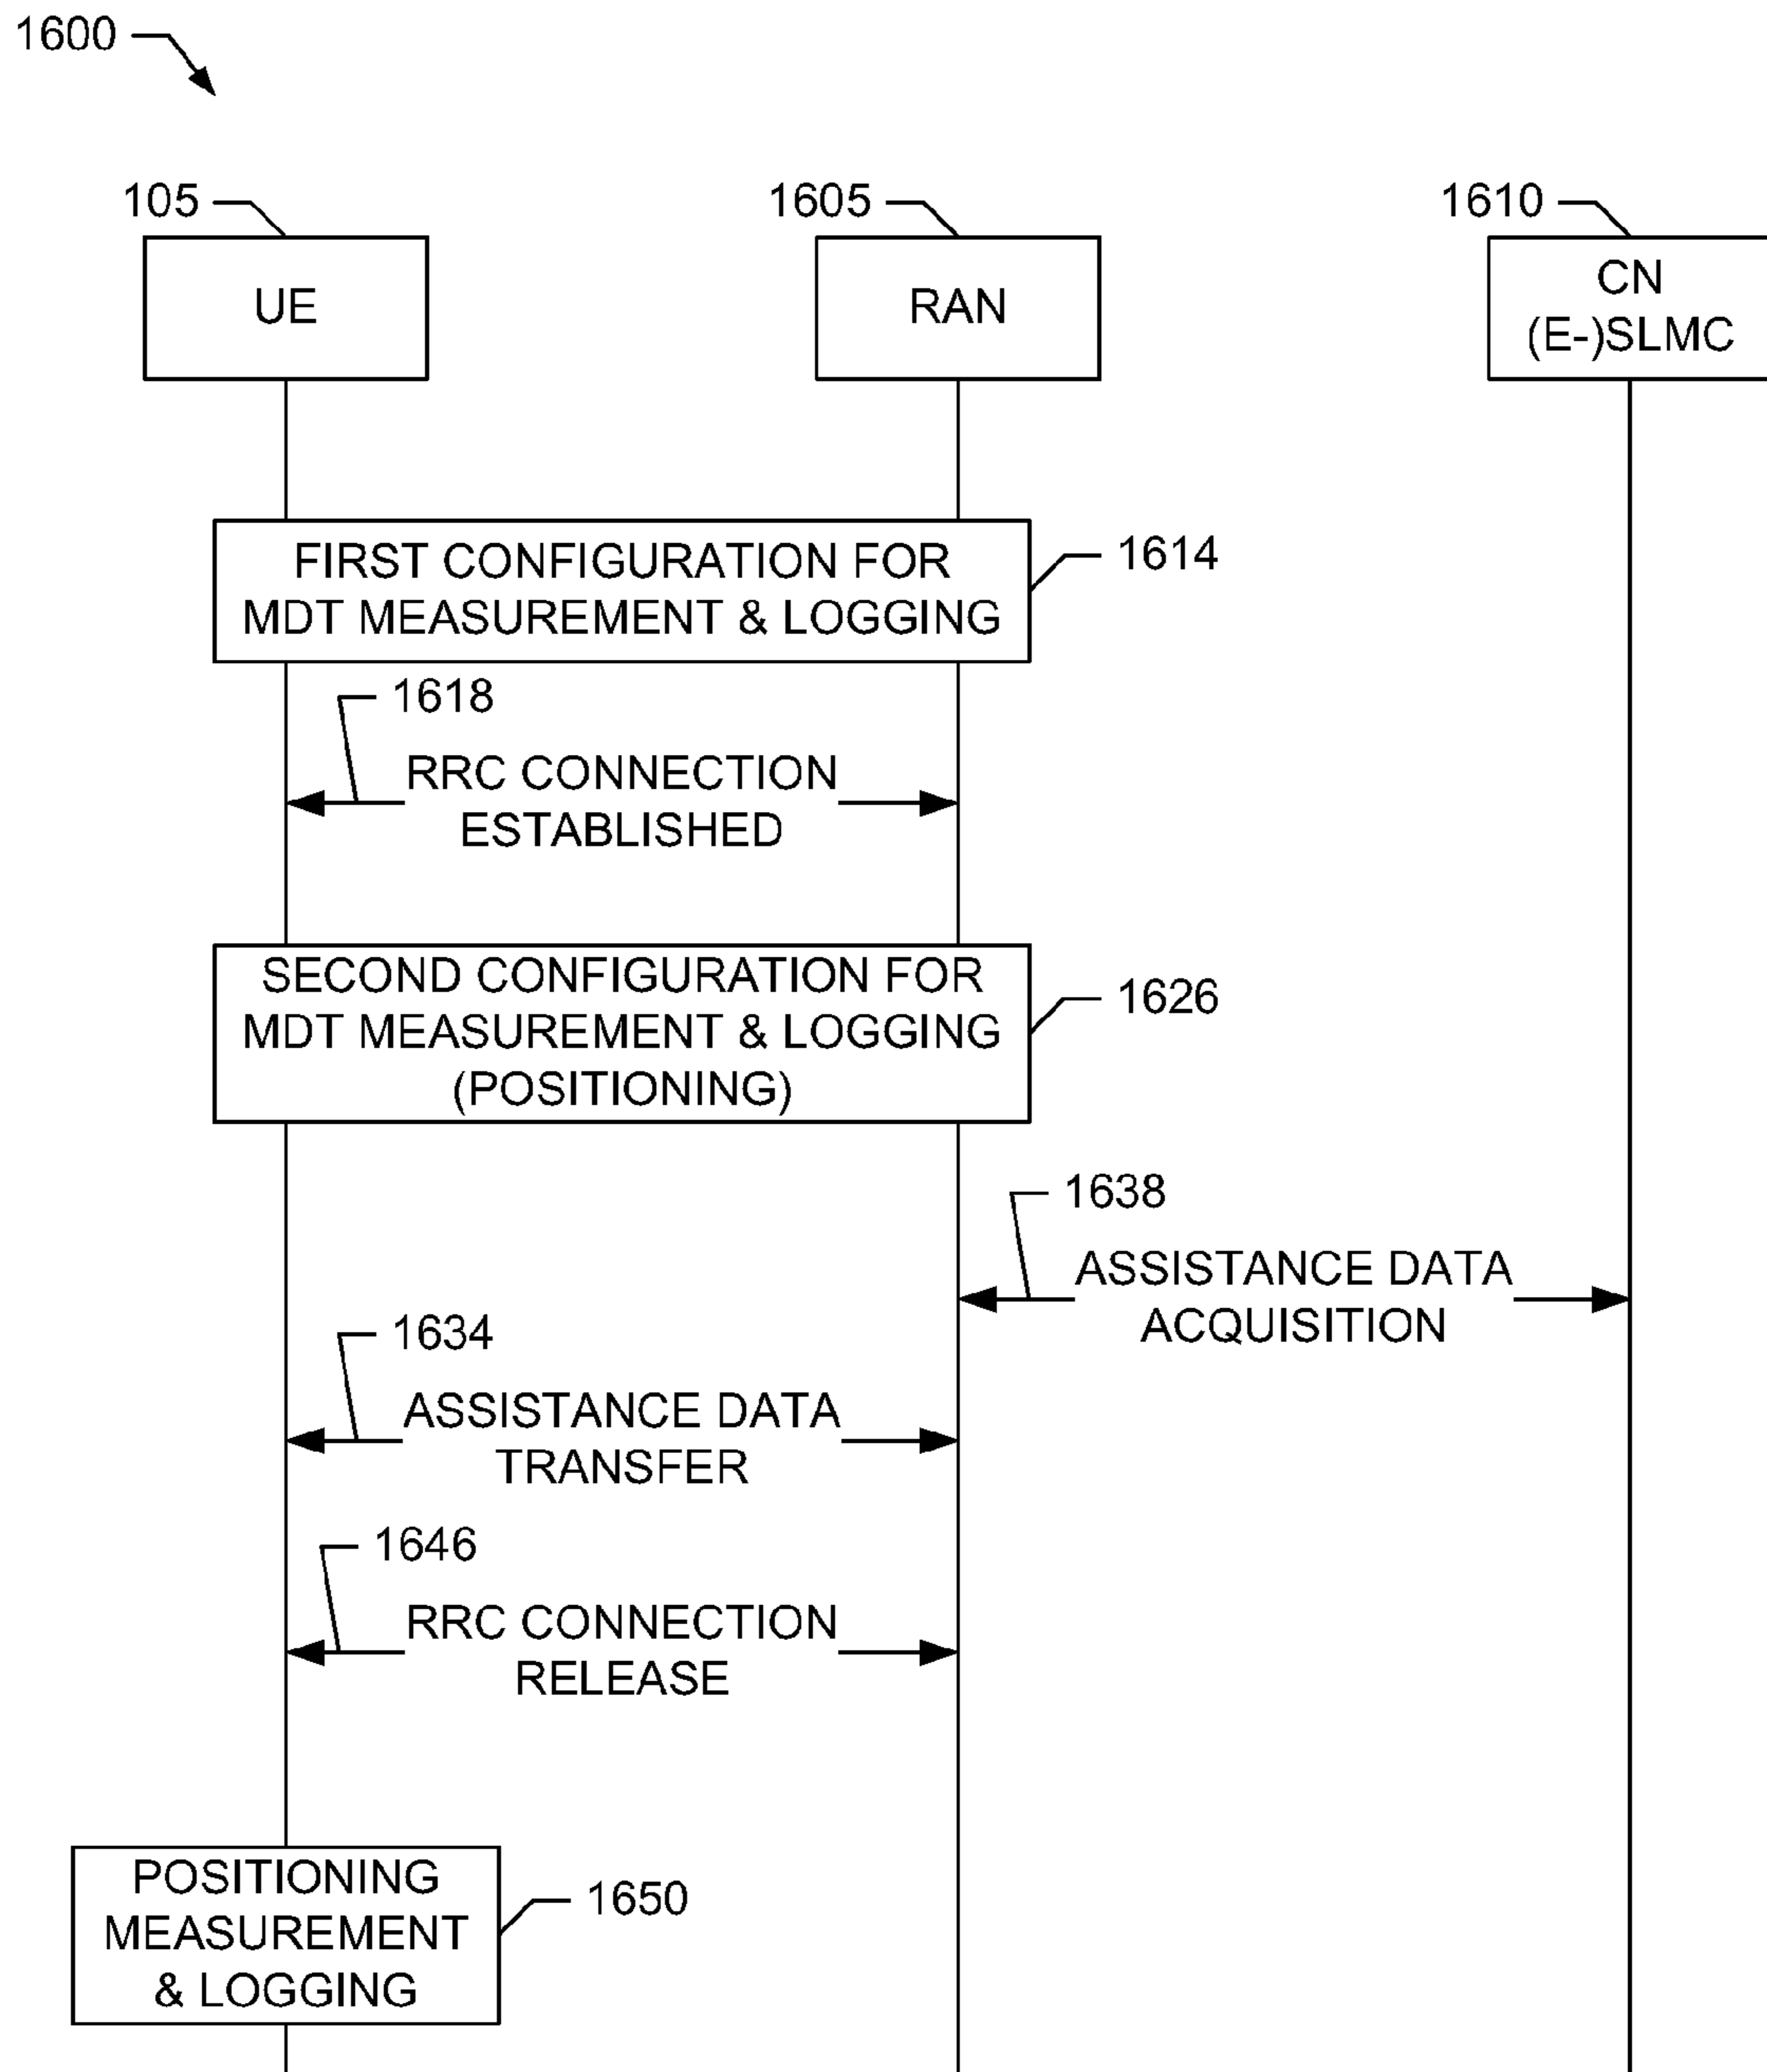 1600
105
1605
1610
UE
RAN
CN
(E-)SLMC
FIRST CONFIGURATION FOR
MDT MEASUREMENT & LOGGING
1614
1618
RRC CONNECTION
ESTABLISHED
SECOND CONFIGURATION FOR
MDT MEASUREMENT & LOGGING
(POSITIONING)
1626
1638
ASSISTANCE DATA
ACQUISITION
1634
ASSISTANCE DATA
TRANSFER
1646
RRC CONNECTION
RELEASE
POSITIONING
MEASUREMENT
& LOGGING
1650